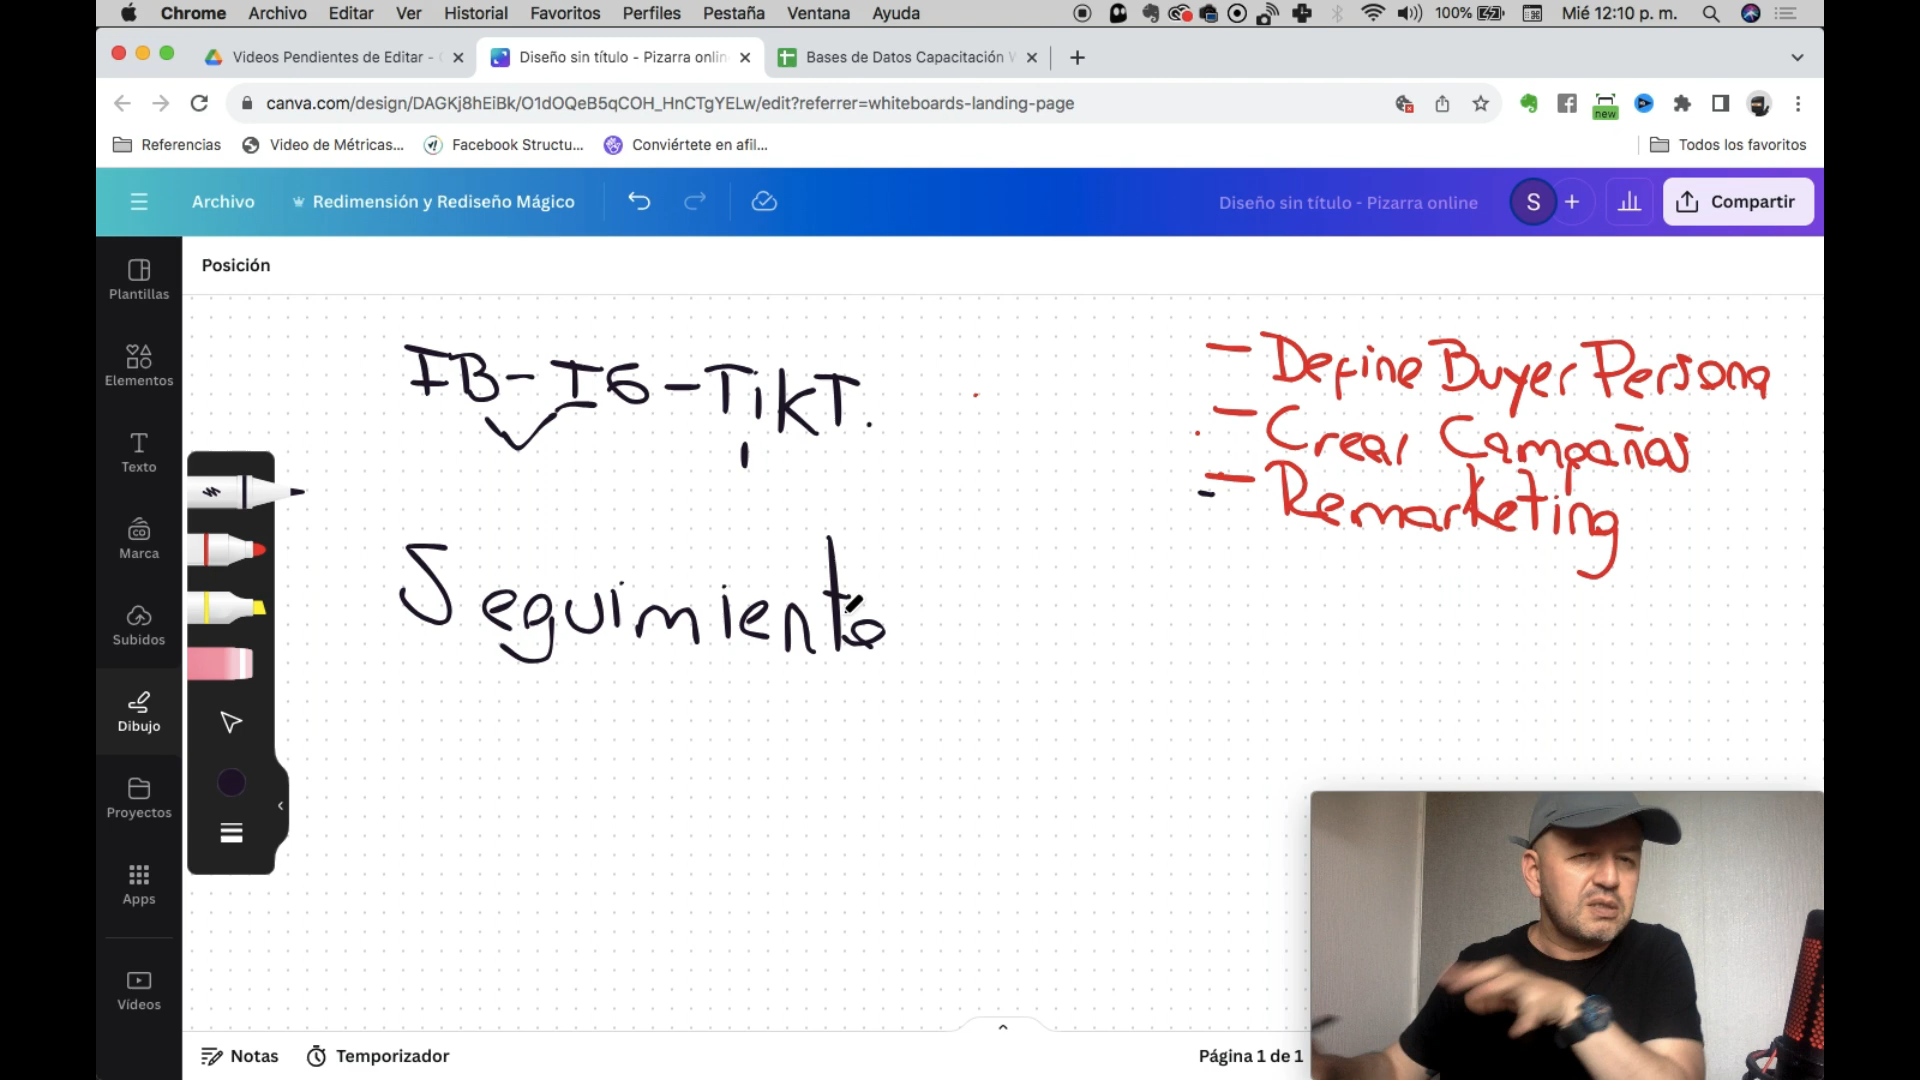 Chrome Archivo Editar Ver Historial Favoritos Perfiles Pestaña Ventana Ayuda 100% Mié 12:10 p. m.
Videos Pendientes de Editar - Diseño sin título - Pizarra onlin Bases de Datos Capacitación
canva.com/design/DAGKj8hEiBk/O1dOQeB5qCOH_HnCTgYELw/edit?referrer=whiteboards-landing-page new
Referencias Video de Métricas... Facebook Structu... Conviértete en afil... Todos los favoritos
Archivo Redimensión y Rediseño Mágico Diseño sin título - Pizarra online S + Compartir
Posición
Plantillas
Elementos
Texto
Marca
Subidos
Dibujo
Proyectos
Apps
Vídeos
FB - IG - TikT.
Seguimiento
- Define Buyer Persona
- Crear Campañas
- Remarketing
Notas Temporizador Página 1 de 1